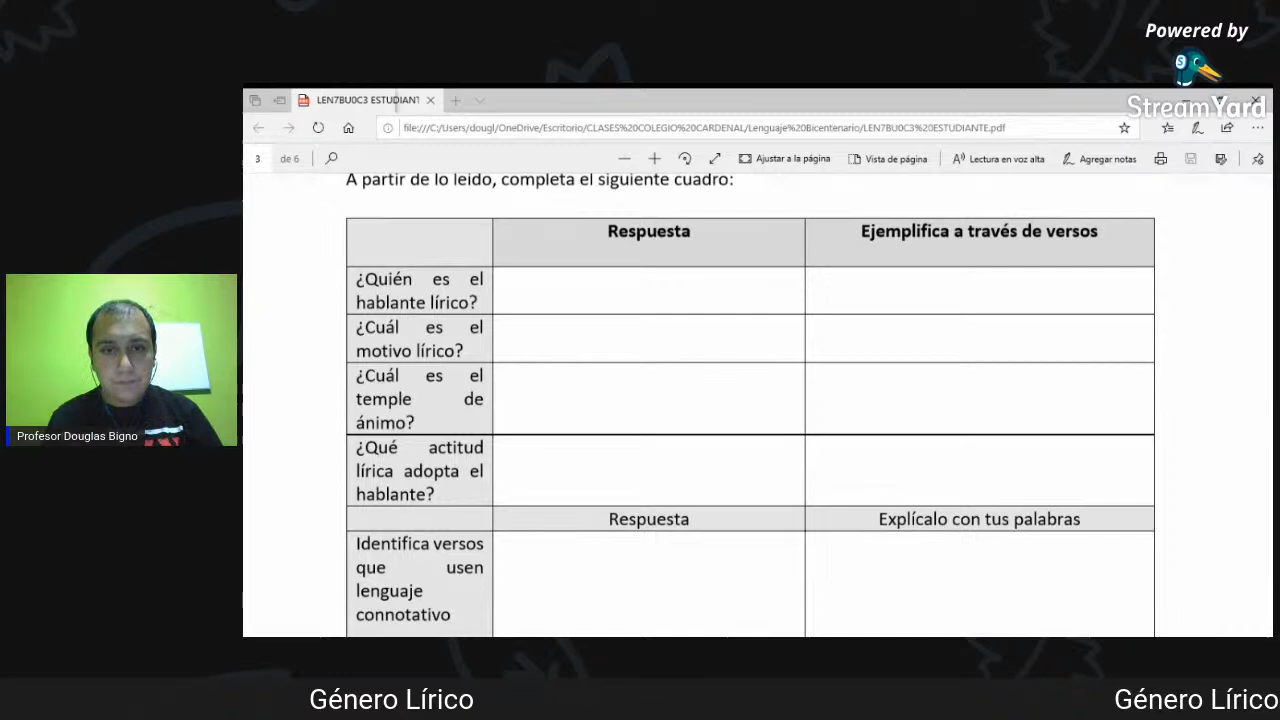 Powered by
StreamYard
LEN7BU0C3 ESTUDIANT
file:///C:/Users/dougl/OneDrive/Escritorio/CLASES%20COLEGIO%20CARDENAL/Lenguaje%20Bicentenario/LEN7BU0C3%20ESTUDIANTE.pdf
3 de 6 Ajustar a la página Vista de página Lectura en voz alta Agregar notas
A partir de lo leído, completa el siguiente cuadro:
Respuesta Ejemplifica a través de versos
¿Quién es el
hablante lírico?
¿Cuál es el
motivo lírico?
¿Cuál es el
temple de
ánimo?
¿Qué actitud
lírica adopta el
hablante?
Respuesta Explícalo con tus palabras
Identifica versos
que usen
lenguaje
connotativo
Profesor Douglas Bigno
Género Lírico Género Lírico